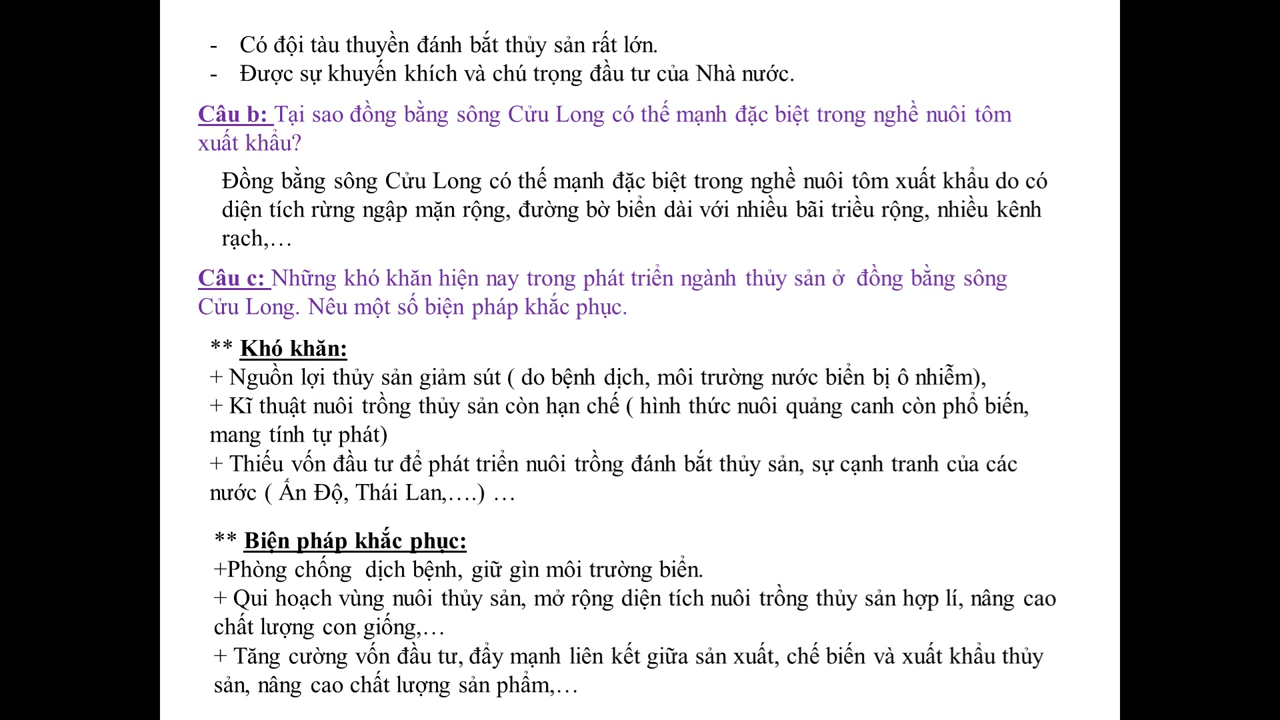 - Có đội tàu thuyền đánh bắt thủy sản rất lớn.
- Được sự khuyến khích và chú trọng đầu tư của Nhà nước.
Câu b: Tại sao đồng bằng sông Cửu Long có thế mạnh đặc biệt trong nghề nuôi tôm
xuất khẩu?
Đồng bằng sông Cửu Long có thế mạnh đặc biệt trong nghề nuôi tôm xuất khẩu do có
diện tích rừng ngập mặn rộng, đường bờ biển dài với nhiều bãi triều rộng, nhiều kênh
rạch,…
Câu c: Những khó khăn hiện nay trong phát triển ngành thủy sản ở  đồng bằng sông
Cửu Long. Nêu một số biện pháp khắc phục.
** Khó khăn:
+ Nguồn lợi thủy sản giảm sút ( do bệnh dịch, môi trường nước biển bị ô nhiễm),
+ Kĩ thuật nuôi trồng thủy sản còn hạn chế ( hình thức nuôi quảng canh còn phổ biến,
mang tính tự phát)
+ Thiếu vốn đầu tư để phát triển nuôi trồng đánh bắt thủy sản, sự cạnh tranh của các
nước ( Ấn Độ, Thái Lan,….) …
** Biện pháp khắc phục:
+Phòng chống  dịch bệnh, giữ gìn môi trường biển.
+ Qui hoạch vùng nuôi thủy sản, mở rộng diện tích nuôi trồng thủy sản hợp lí, nâng cao
chất lượng con giống,…
+ Tăng cường vốn đầu tư, đẩy mạnh liên kết giữa sản xuất, chế biến và xuất khẩu thủy
sản, nâng cao chất lượng sản phẩm,…